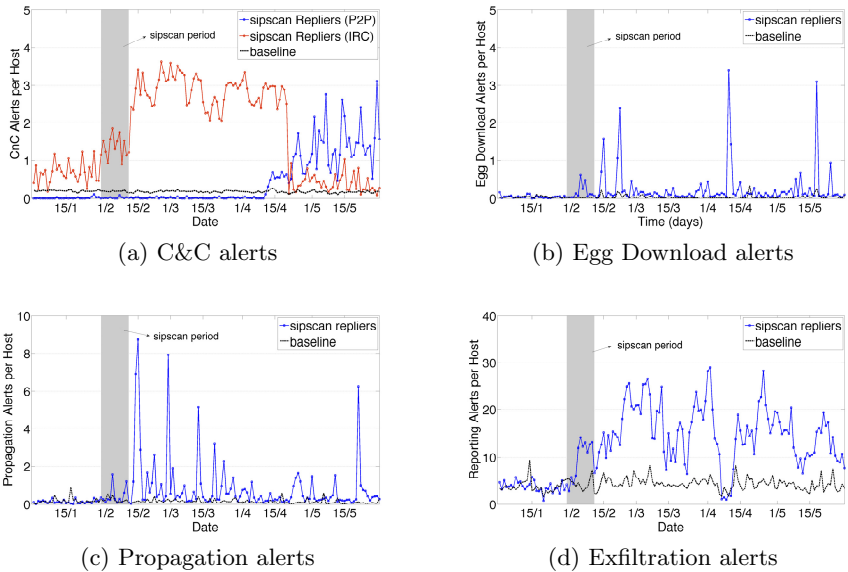 5
4
3
2
1
0
CnC Alerts per Host
sipscan period
sipscan Repliers (P2P)
sipscan Repliers (IRC)
baseline
15/1 1/2 15/2 1/3 15/3 1/4 15/4 1/5 15/5
Date
(a) C&C alerts
5
4
3
2
1
0
Egg Download Alerts per Host
sipscan period
sipscan repliers
baseline
15/1 1/2 15/2 1/3 15/3 1/4 15/4 1/5 15/5
Time (days)
(b) Egg Download alerts
10
8
6
4
2
0
Propagation Alerts per Host
sipscan period
sipscan repliers
baseline
15/1 1/2 15/2 1/3 15/3 1/4 15/4 1/5 15/5
Date
(c) Propagation alerts
40
30
20
10
0
Reporting Alerts per Host
sipscan period
sipscan repliers
baseline
15/1 1/2 15/2 1/3 15/3 1/4 15/4 1/5 15/5
Date
(d) Exfiltration alerts